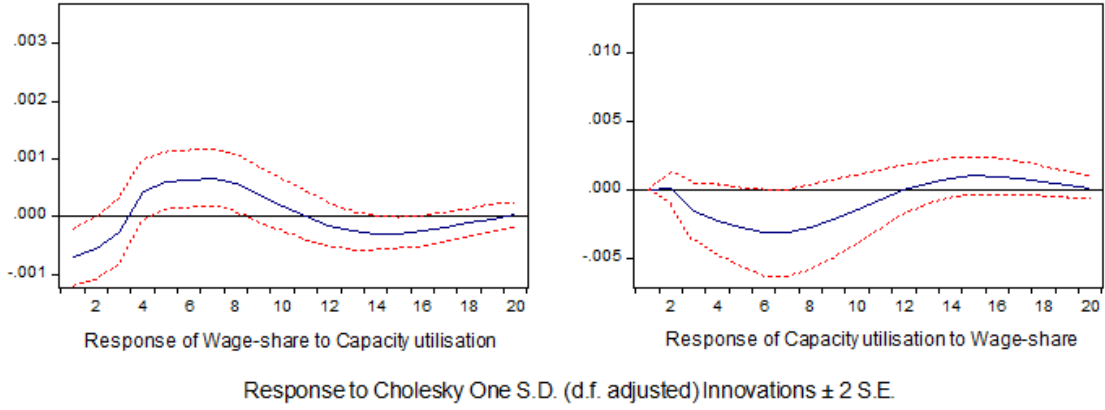 .003
.002
.001
.000
-.001
2 4 6 8 10 12 14 16 18 20
Response of Wage-share to Capacity utilisation
.010
.005
.000
-.005
2 4 6 8 10 12 14 16 18 20
Response of Capacity utilisation to Wage-share
Response to Cholesky One S.D. (d.f. adjusted) Innovations ± 2 S.E.